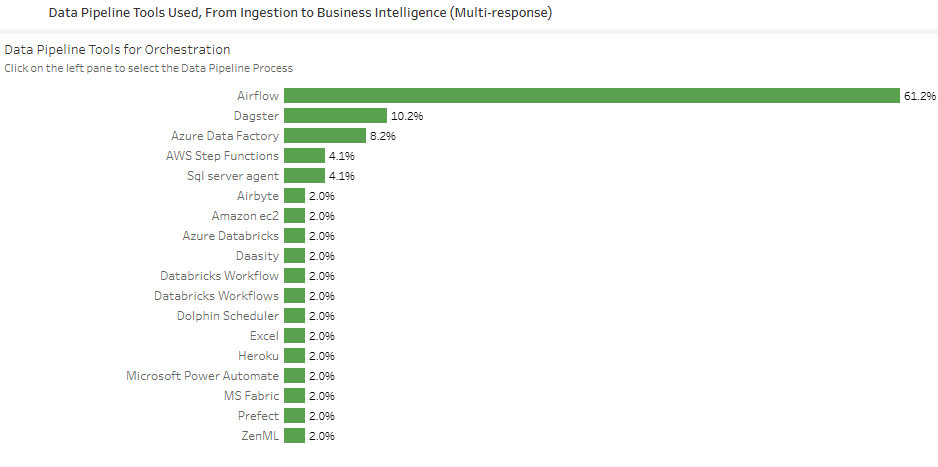 Data Pipeline Tools Used, From Ingestion to Business Intelligence (Multi-response)
Data Pipeline Tools for Orchestration
Click on the left pane to select the Data Pipeline Process
Airflow 61.2%
Dagster 10.2%
Azure Data Factory 8.2%
AWS Step Functions 4.1%
Sql server agent 4.1%
Airbyte 2.0%
Amazon ec2 2.0%
Azure Databricks 2.0%
Daasity 2.0%
Databricks Workflow 2.0%
Databricks Workflows 2.0%
Dolphin Scheduler 2.0%
Excel 2.0%
Heroku 2.0%
Microsoft Power Automate 2.0%
MS Fabric 2.0%
Prefect 2.0%
ZenML 2.0%